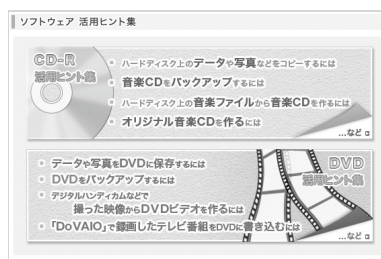 ソフトウェア 活用ヒント集
CD-R
活用ヒント集
ハードディスク上のデータや写真などをコピーするには
音楽CDをバックアップするには
ハードディスク上の音楽ファイルから音楽CDを作るには
オリジナル音楽CDを作るには
...など
データや写真をDVDに保存するには
DVDをバックアップするには
デジタルハンディカムなどで
撮った映像からDVDビデオを作るには
「DoVAIO」で録画したテレビ番組をDVDに書き込むには
DVD
活用ヒント集
...など